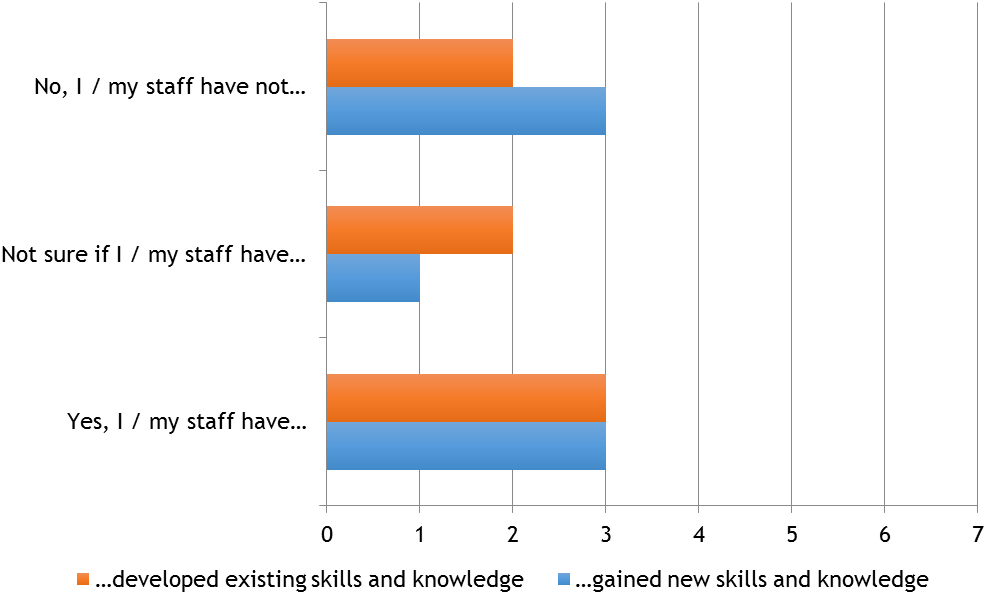 No, I / my staff have not...
Not sure if I / my staff have...
Yes, I / my staff have...
0 1 2 3 4 5 6 7
...developed existing skills and knowledge ...gained new skills and knowledge